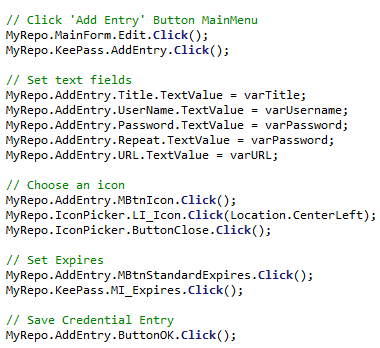 // Click 'Add Entry' Button MainMenu
MyRepo.MainForm.Edit.Click();
MyRepo.KeePass.AddEntry.Click();
// Set text fields
MyRepo.AddEntry.Title.TextValue = varTitle;
MyRepo.AddEntry.UserName.TextValue = varUsername;
MyRepo.AddEntry.Password.TextValue = varPassword;
MyRepo.AddEntry.Repeat.TextValue = varPassword;
MyRepo.AddEntry.URL.TextValue = varURL;
// Choose an icon
MyRepo.AddEntry.MBtnIcon.Click();
MyRepo.IconPicker.LI_Icon.Click(Location.CenterLeft);
MyRepo.IconPicker.ButtonClose.Click();
// Set Expires
MyRepo.AddEntry.MBtnStandardExpires.Click();
MyRepo.KeePass.MI_Expires.Click();
// Save Credential Entry
MyRepo.AddEntry.ButtonOK.Click();